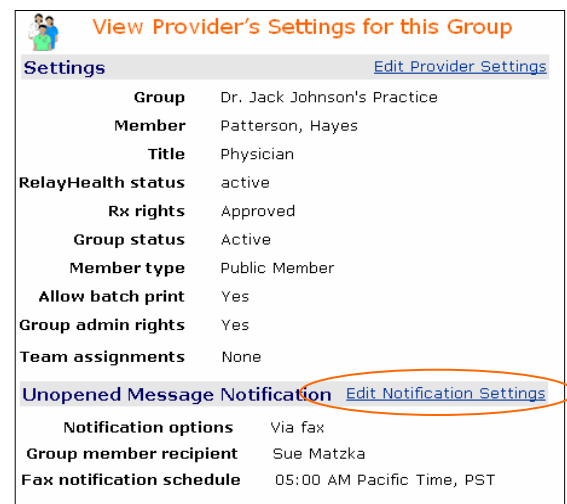 View Provider's Settings for this Group
Settings Edit Provider Settings
Group Dr. Jack Johnson's Practice
Member Patterson, Hayes
Title Physician
RelayHealth status active
Rx rights Approved
Group status Active
Member type Public Member
Allow batch print Yes
Group admin rights Yes
Team assignments None
Unopened Message Notification Edit Notification Settings
Notification options Via fax
Group member recipient Sue Matzka
Fax notification schedule 05:00 AM Pacific Time, PST